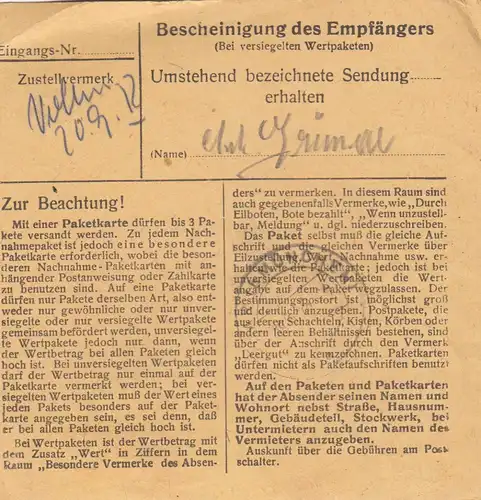 Bescheinigung des Empfängers
(Bei versiegelten Wertpaketen)
Eingangs-Nr.
Zustellvermerk
20.9.
Umstehend bezeichnete Sendung
erhalten
(Name)
Zur Beachtung!
Mit einer Paketkarte dürfen bis 3 Pa-
kete versandt werden. Zu jedem Nach-
nahmepaket ist jedoch eine besondere
Paketkarte erforderlich, wobei die beson-
deren Nachnahme-Paketkarten mit an-
hängender Postanweisung oder Zahlkarte
zu benutzen sind. Auf eine Paketkarte
dürfen nur Pakete derselben Art, also ent-
weder nur gewöhnliche oder nur unver-
siegelte oder nur versiegelte Wertpakete
gemeinsam befördert werden, unversiegel-
te Wertpakete jedoch nur dann, wenn
der Wertbetrag bei allen Paketen gleich
hoch ist. Bei unversiegelten Wertpaketen
darf der Wertbetrag nur einmal auf der
Paketkarte vermerkt werden; bei ver-
siegelten Wertpaketen muß der Wert eines
jeden Pakets besonders auf der Paket-
karte angegeben sein, es sei denn, daß
er bei allen Paketen gleich hoch ist.
Bei Wertpaketen ist der Wertbetrag mit
dem Zusatz „Wert" in Ziffern in dem
Raum „Besondere Vermerke des Absen-
ders" zu vermerken. In diesem Raum sind
auch gegebenenfalls Vermerke, wie „Durch
Eilboten, Bote bezahlt", „Wenn unzustell-
bar, Meldung" u. dgl. niederzuschreiben.
Das Paket selbst muß die gleiche Auf-
schrift und die gleichen Vermerke über
Eilzustellung, Nachnahme usw. er-
halten, wie die Paketkarte; jedoch ist bei
unversiegelten Wertpaketen die Wert-
angabe auf dem Paket wegzulassen. Der
Bestimmungspostort ist möglichst groß
und deutlich anzugeben. Postpakete, die
aus leeren Schachteln, Kisten, Körben oder
andern leeren Behältnissen bestehen, sind
über der Anschrift durch den Vermerk
„Leergut" zu kennzeichnen. Paketkarten
dürfen nicht als Paketaufschriften benutzt
werden.
Auf den Paketen und Paketkarten
hat der Absender seinen Namen und
Wohnort nebst Straße, Hausnum-
mer, Gebäudeteil, Stockwerk, bei
Untermietern auch den Namen des
Vermieters anzugeben.
Auskunft über die Gebühren am Post-
schalter.